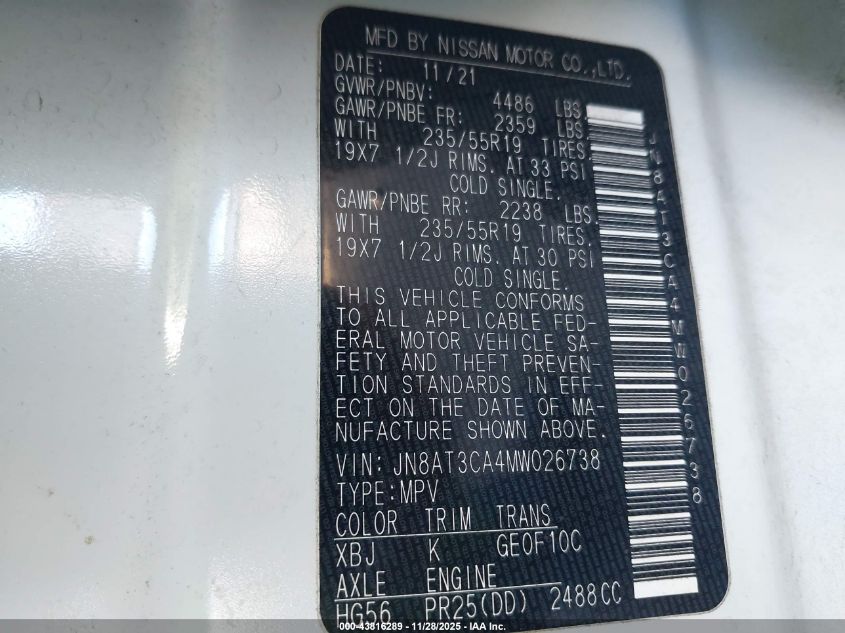 MFD BY NISSAN MOTOR CO.,LTD.
DATE: 11/21
GVWR/PNBV: 4486 LBS
GAWR/PNBE FR: 2359 LBS
WITH 235/55R19 TIRES.
19X7 1/2J RIMS. AT 33 PSI
COLD SINGLE.
GAWR/PNBE RR: 2238 LBS.
WITH 235/55R19 TIRES.
19X7 1/2J RIMS. AT 30 PSI
COLD SINGLE.
THIS VEHICLE CONFORMS
TO ALL APPLICABLE FED-
ERAL MOTOR VEHICLE SA-
FETY AND THEFT PREVEN-
TION STANDARDS IN EFF-
ECT ON THE DATE OF MA-
NUFACTURE SHOWN ABOVE.
VIN: JN8AT3CA4MW026738
TYPE:MPV
COLOR TRIM TRANS
XBJ K GE0F10C
AXLE ENGINE
HG56 PR25(DD) 2488CC
JN8AT3CA4MW026738
000-43816289 - 11/28/2025 - IAA Inc.